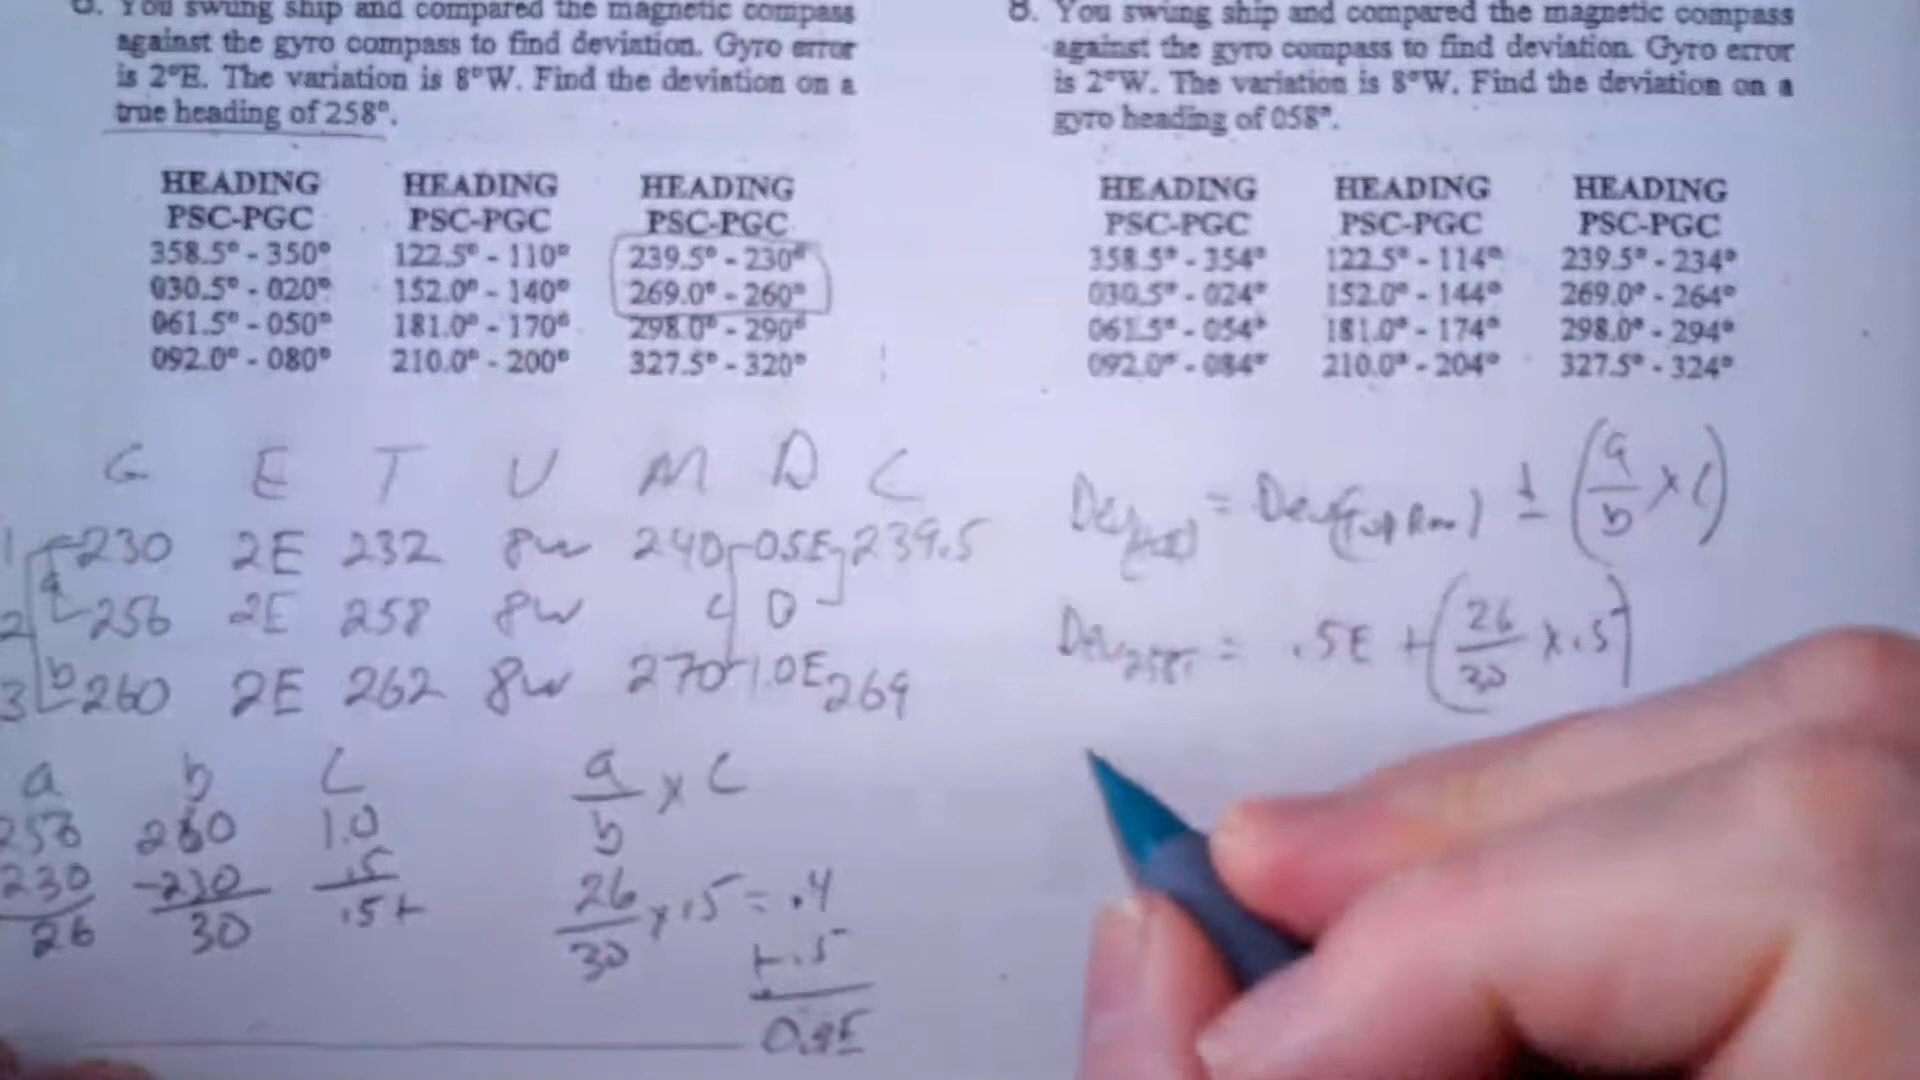 You swung ship and compared the magnetic compass
against the gyro compass to find deviation. Gyro error
is 2°E. The variation is 8°W. Find the deviation on a
true heading of 258°.
HEADING HEADING HEADING
PSC-PGC PSC-PGC PSC-PGC
358.5° - 350° 122.5° - 110° 239.5° - 230°
030.5° - 020° 152.0° - 140° 269.0° - 260°
061.5° - 050° 181.0° - 170° 298.0° - 290°
092.0° - 080° 210.0° - 200° 327.5° - 320°
G E T V M D C
1 230 2E 232 8W 240 05E 239.5
a
2 256 2E 258 8W C D
3 b 260 2E 262 8W 270 1.0E 269
a b C
256 260 1.0
230 -230 .5
26 30 .5+
a/b x C
26/30 x .5 = .4
+.5
0.9E
8. You swung ship and compared the magnetic compass
against the gyro compass to find deviation. Gyro error
is 2°W. The variation is 8°W. Find the deviation on a
gyro heading of 058°.
HEADING HEADING HEADING
PSC-PGC PSC-PGC PSC-PGC
358.5° - 354° 122.5° - 114° 239.5° - 234°
030.5° - 024° 152.0° - 144° 269.0° - 264°
061.5° - 054° 181.0° - 174° 298.0° - 294°
092.0° - 084° 210.0° - 204° 327.5° - 324°
Dev = Dev(Top Row) ± (a/b x C)
Dev258T = .5E + (26/30 x .5)